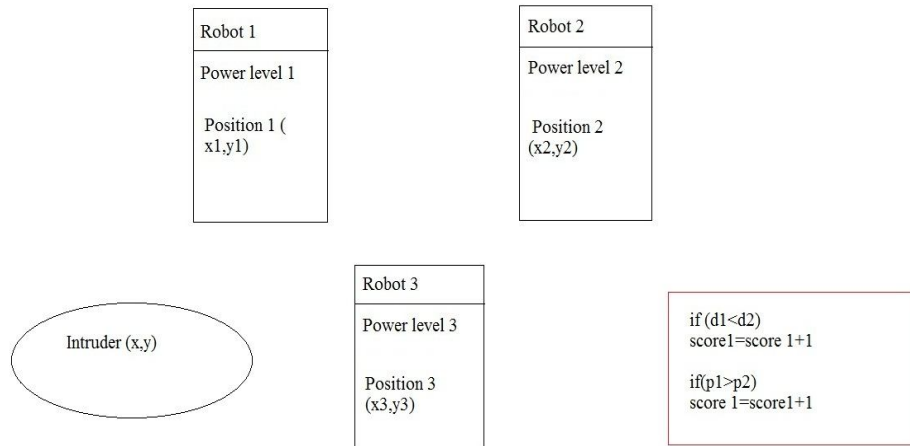 Robot 1
Power level 1
Position 1 (
x1,y1)
Robot 2
Power level 2
Position 2
(x2,y2)
Intruder (x,y)
Robot 3
Power level 3
Position 3
(x3,y3)
if (d1<d2)
score1=score 1+1
if(p1>p2)
score 1=score1+1